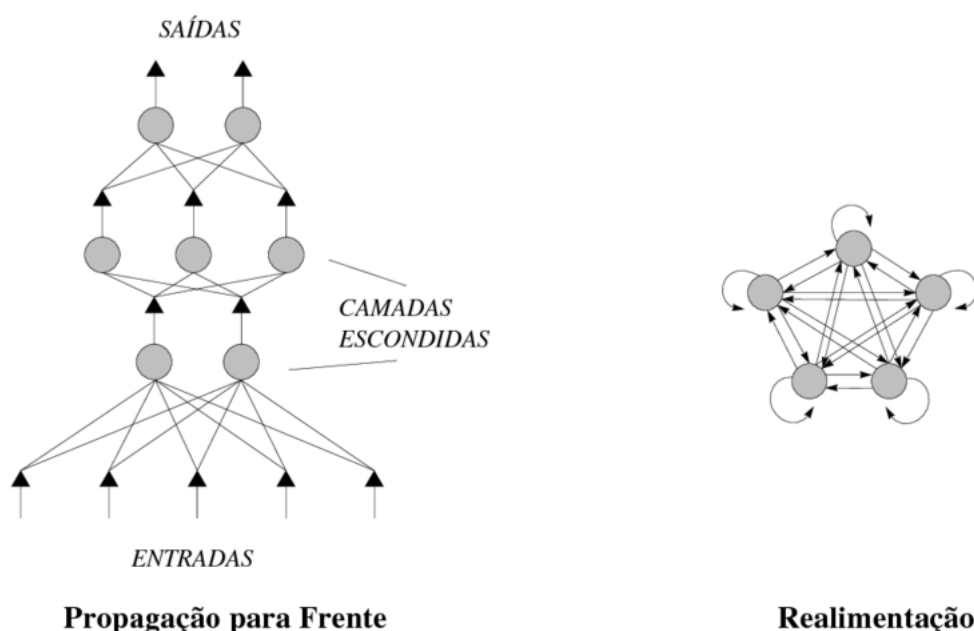 SAÍDAS
CAMADAS
ESCONDIDAS
ENTRADAS
Propagação para Frente
Realimentação